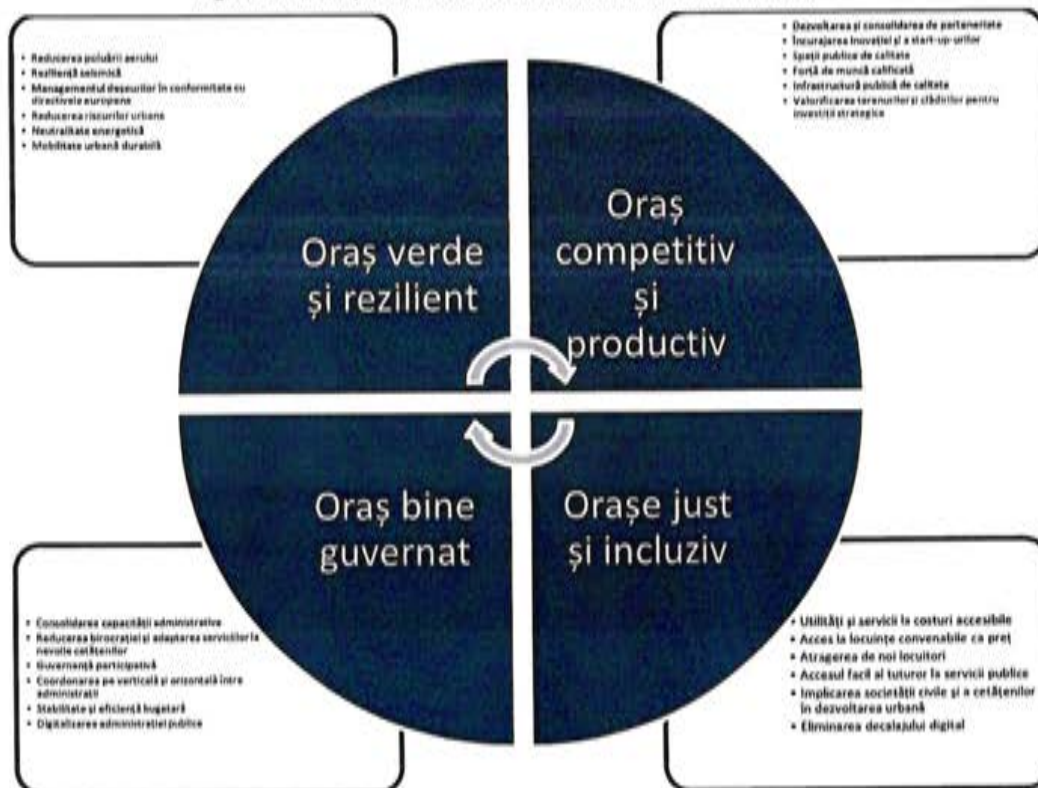 • Reducerea poluării aerului
• Reziliență seismică
• Managementul deșeurilor în conformitate cu
directivele europene
• Reducerea riscurilor urbane
• Neutralitate energetică
• Mobilitate urbană durabilă
• Dezvoltarea și consolidarea de parteneriate
• Încurajarea inovației și a start-up-urilor
• Spații publice de calitate
• Forță de muncă calificată
• Infrastructură publică de calitate
• Valorificarea terenurilor și clădirilor pentru
investiții strategice
Oraș verde
și rezilient
Oraș
competitiv
și
productiv
Oraș bine
guvernat
Orașe just
și incluziv
• Consolidarea capacității administrative
• Reducerea birocrației și adaptarea serviciilor la
nevoile cetățenilor
• Guvernanță participativă
• Coordonarea pe verticală și orizontală între
administrații
• Stabilitate și eficiență bugetară
• Digitalizarea administrației publice
• Utilități și servicii la costuri accesibile
• Acces la locuințe convenabile ca preț
• Atragerea de noi locuitori
• Accesul facil al tuturor la servicii publice
• Implicarea societății civile și a cetățenilor
în dezvoltarea urbană
• Eliminarea decalajului digital